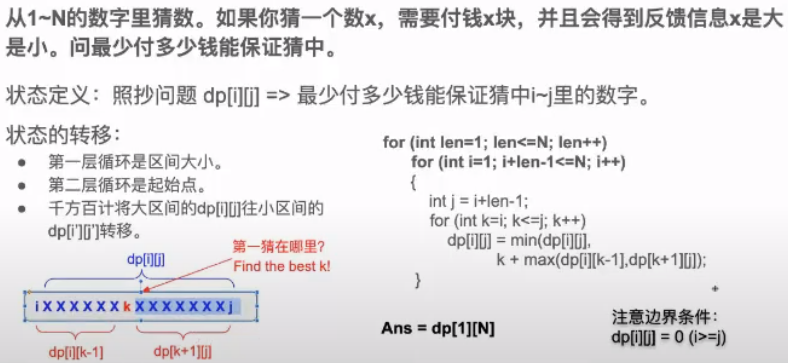 从1~N的数字里猜数。如果你猜一个数x，需要付钱x块，并且会得到反馈信息x是大
是小。问最少付多少钱能保证猜中。
状态定义：照抄问题 dp[i][j] => 最少付多少钱能保证猜中i~j里的数字。
状态的转移：
● 第一层循环是区间大小。
● 第二层循环是起始点。
● 千方百计将大区间的dp[i][j]往小区间的
dp[i'][j']转移。
第一猜在哪里？
Find the best k!
dp[i][j]
i X X X X X X k X X X X X X X j
dp[i][k-1]
dp[k+1][j]
for (int len=1; len<=N; len++)
for (int i=1; i+len-1<=N; i++)
{
int j = i+len-1;
for (int k=i; k<=j; k++)
dp[i][j] = min(dp[i][j],
k + max(dp[i][k-1],dp[k+1][j]);
}
Ans = dp[1][N]
注意边界条件：
dp[i][j] = 0 (i>=j)